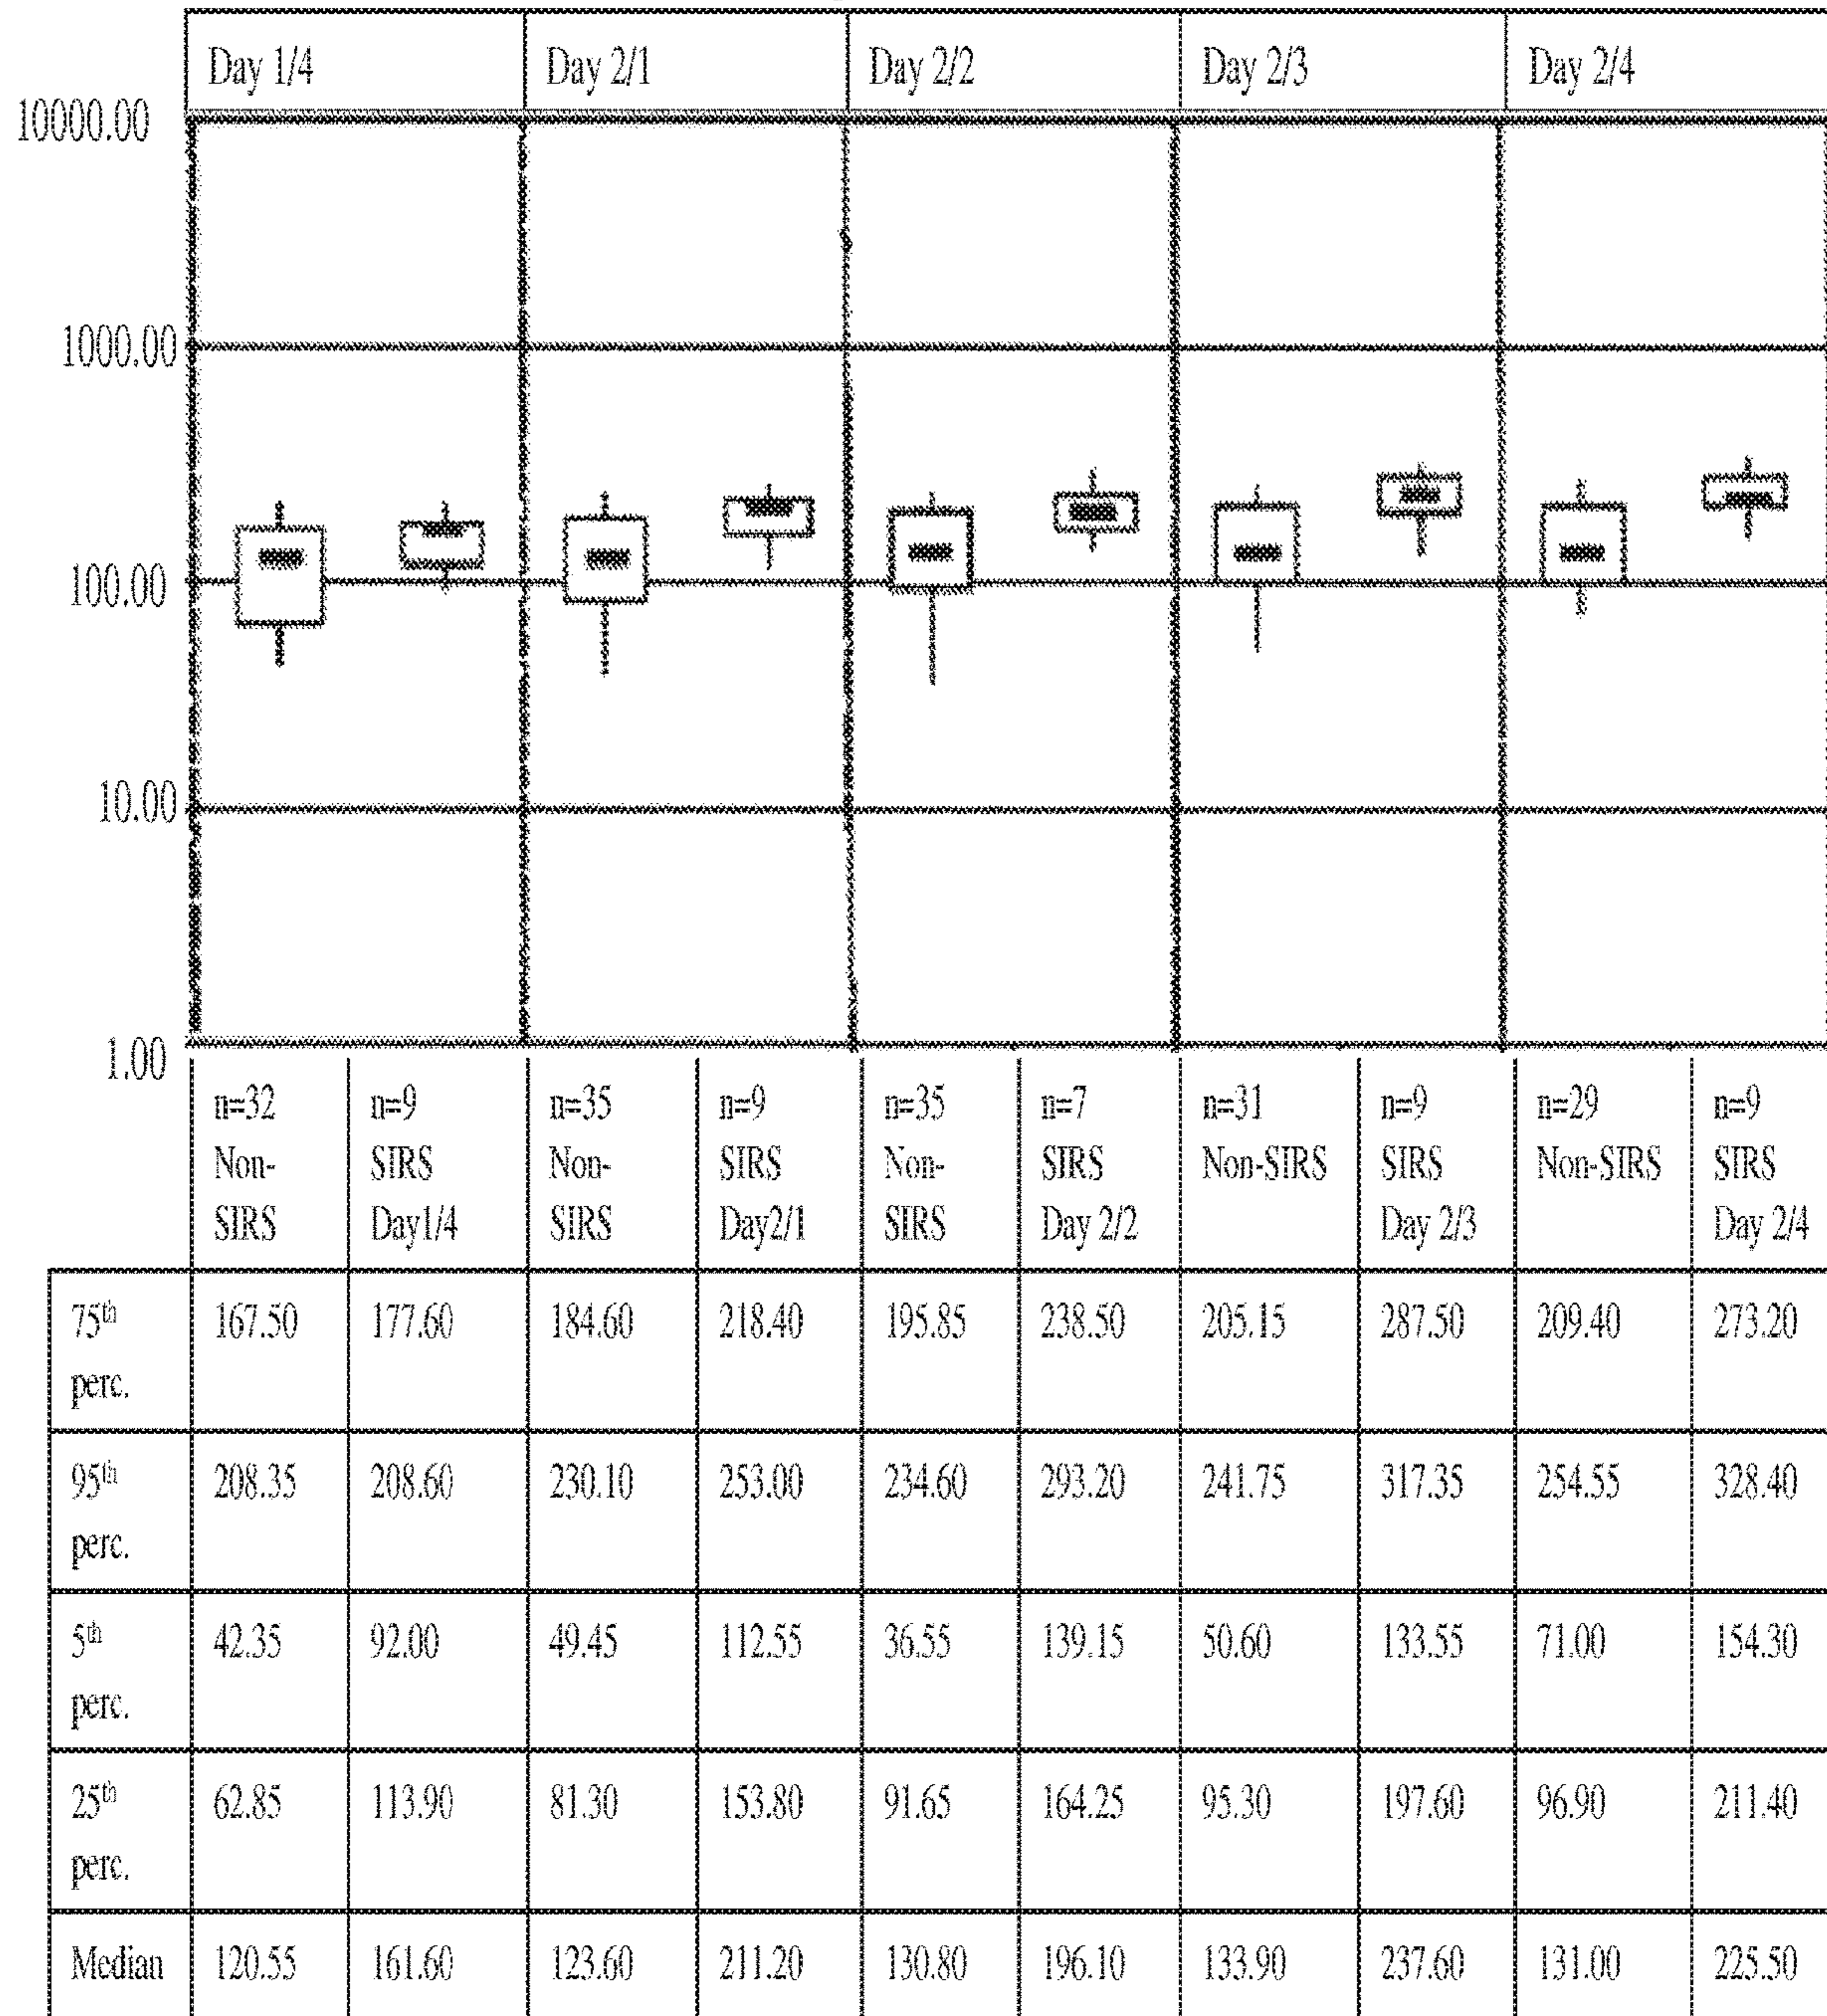 Day 1/4 Day 2/1 Day 2/2 Day 2/3 Day 2/4
10000.00
1000.00
100.00
10.00
1.00
n=32 n=9 n=35 n=9 n=35 n=7 n=31 n=9 n=29 n=9
Non- SIRS Non- SIRS Non- SIRS Non-SIRS SIRS Non-SIRS SIRS
SIRS Day1/4 SIRS Day2/1 SIRS Day 2/2 Day 2/3 Day 2/4
75th 167.50 177.60 184.60 218.40 195.85 238.50 205.15 287.50 209.40 273.20
perc.
95th 208.35 208.60 230.10 253.00 234.60 293.20 241.75 317.35 254.55 328.40
perc.
5th 42.35 92.00 49.45 112.55 36.55 139.15 50.60 133.55 71.00 154.30
perc.
25th 62.85 113.90 81.30 153.80 91.65 164.25 95.30 197.60 96.90 211.40
perc.
Median 120.55 161.60 123.60 211.20 130.80 196.10 133.90 237.60 131.00 225.50